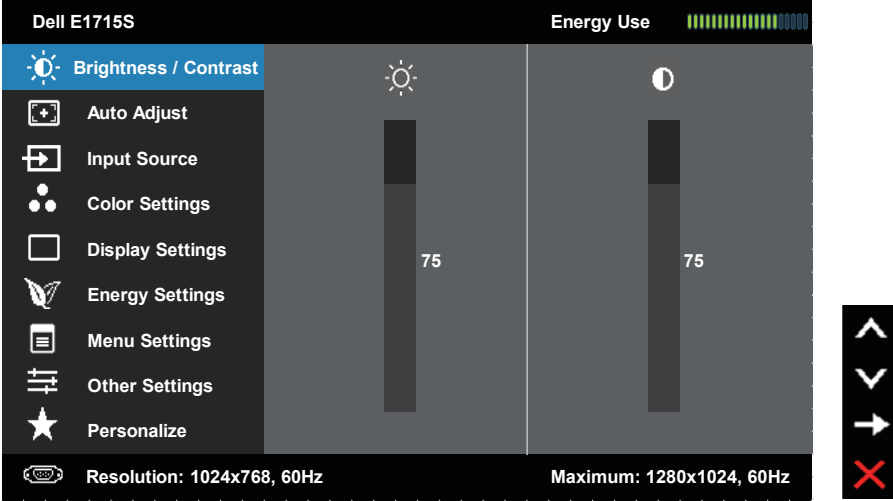 Dell E1715S
Energy Use
Brightness / Contrast
Auto Adjust
Input Source
Color Settings
Display Settings
Energy Settings
Menu Settings
Other Settings
Personalize
75
75
Resolution: 1024x768, 60Hz
Maximum: 1280x1024, 60Hz